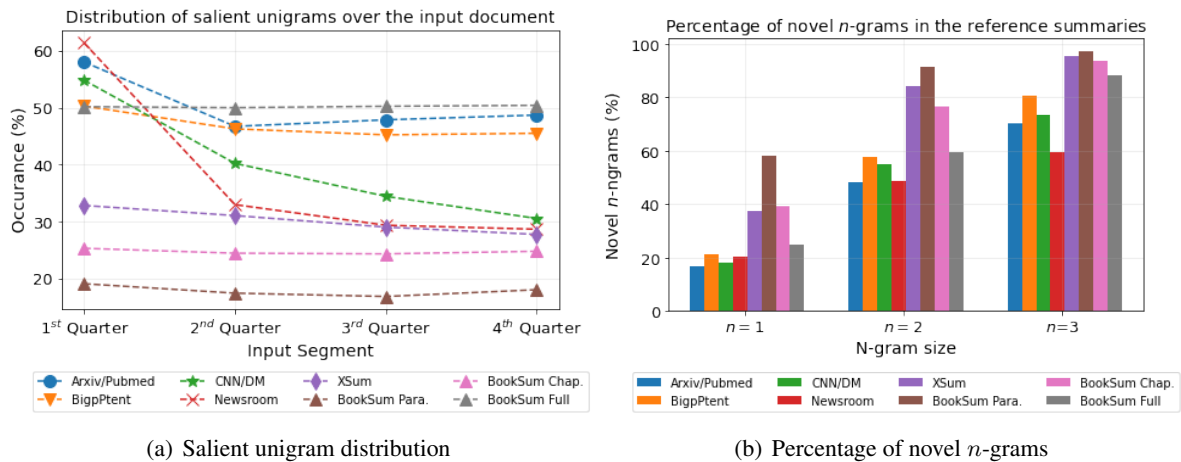 Distribution of salient unigrams over the input document
Occurance (%)
60
50
40
30
20
1st Quarter 2nd Quarter 3rd Quarter 4th Quarter
Input Segment
Arxiv/Pubmed CNN/DM XSum BookSum Chap.
BigpPtent Newsroom BookSum Para. BookSum Full
(a) Salient unigram distribution
Percentage of novel n-grams in the reference summaries
Novel n-ngrams (%)
100
80
60
40
20
0
n = 1 n = 2 n=3
N-gram size
Arxiv/Pubmed CNN/DM XSum BookSum Chap.
BigpPtent Newsroom BookSum Para. BookSum Full
(b) Percentage of novel n-grams